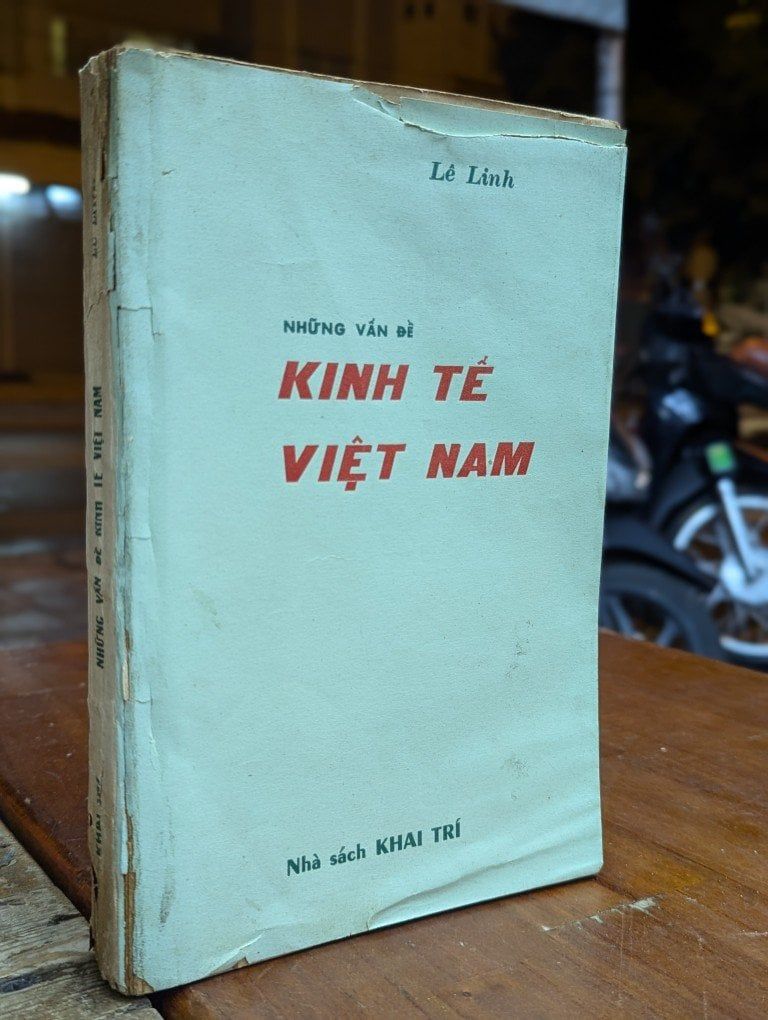 Lê Linh
NHỮNG VẤN ĐỀ
KINH TẾ
VIỆT NAM
Nhà sách KHAI TRÍ
NHỮNG VẤN ĐỀ KINH TẾ VIỆT NAM